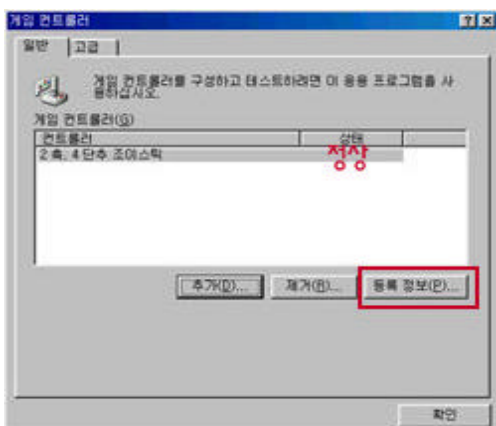 게임 컨트롤러
일반 고급
게임 컨트롤러를 구성하고 테스트하려면 이 응용 프로그램을 사
용하십시오.
게임 컨트롤러(G)
컨트롤러 상태
2 축, 4 단추 조이스틱 정상
추가(D)... 제거(R)... 등록 정보(P)...
확인